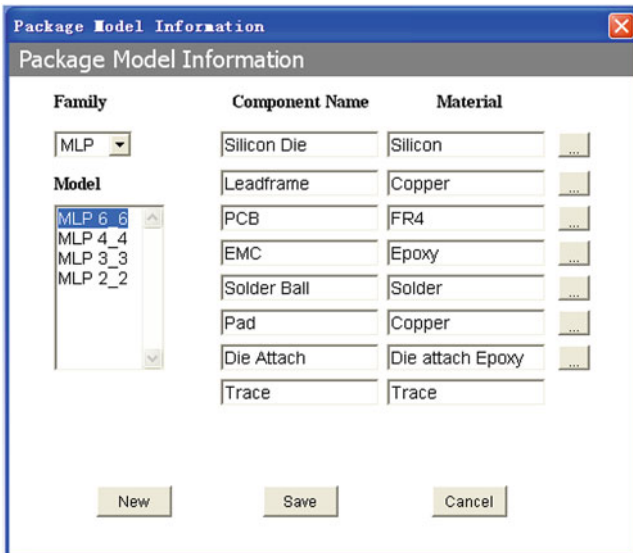 Package Model Information
Package Model Information
Family Component Name Material
MLP Silicon Die Silicon ...
Model Leadframe Copper ...
MLP 6_6 PCB FR4 ...
MLP 4_4
MLP 3_3 EMC Epoxy ...
MLP 2_2 Solder Ball Solder ...
Pad Copper ...
Die Attach Die attach Epoxy ...
Trace Trace
New Save Cancel